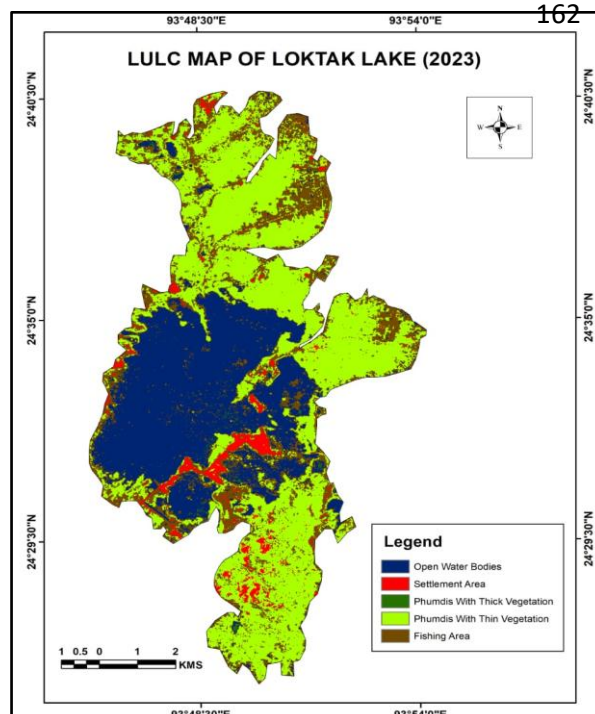 162
93°48'30"E 93°54'0"E
LULC MAP OF LOKTAK LAKE (2023)
24°40'30"N 24°40'30"N
N
W E
S
24°35'0"N 24°35'0"N
24°29'30"N 24°29'30"N
Legend
Open Water Bodies
Settlement Area
Phumdis With Thick Vegetation
Phumdis With Thin Vegetation
Fishing Area
1 0.5 0 1 2
KMS
93°48'30"E 93°54'0"E